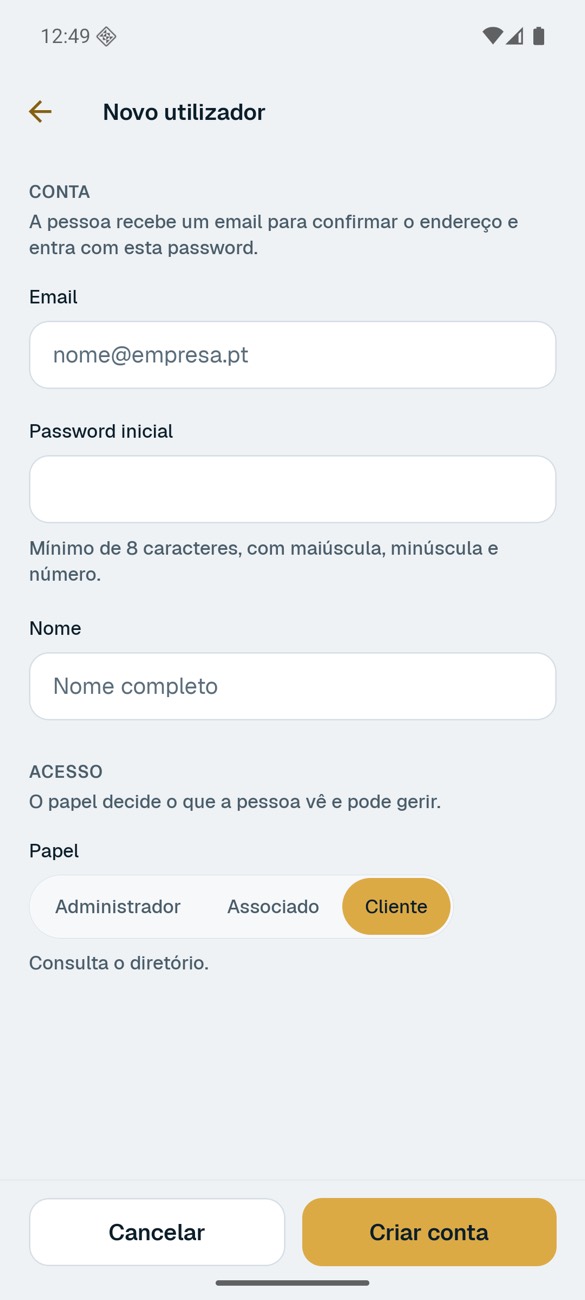 12:49
Novo utilizador
CONTA
A pessoa recebe um email para confirmar o endereço e
entra com esta password.
Email
nome@empresa.pt
Password inicial
Mínimo de 8 caracteres, com maiúscula, minúscula e
número.
Nome
Nome completo
ACESSO
O papel decide o que a pessoa vê e pode gerir.
Papel
Administrador Associado Cliente
Consulta o diretório.
Cancelar Criar conta